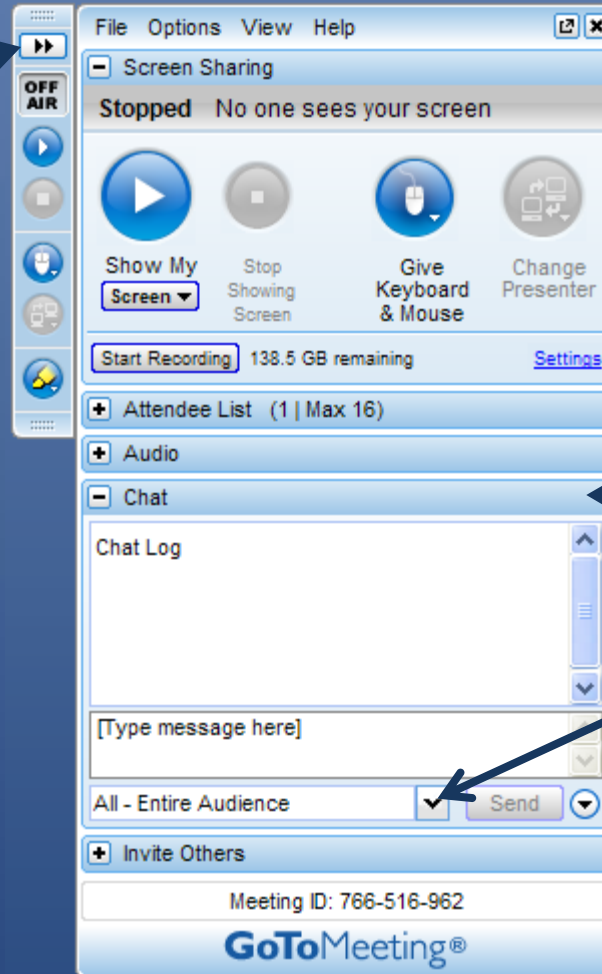 File Options View Help
OFF
AIR
Screen Sharing
Stopped No one sees your screen
Show My
Screen
Stop
Showing
Screen
Give
Keyboard
& Mouse
Change
Presenter
Start Recording 138.5 GB remaining Settings
Attendee List (1 | Max 16)
Audio
Chat
Chat Log
[Type message here]
All - Entire Audience Send
Invite Others
Meeting ID: 766-516-962
GoToMeeting®